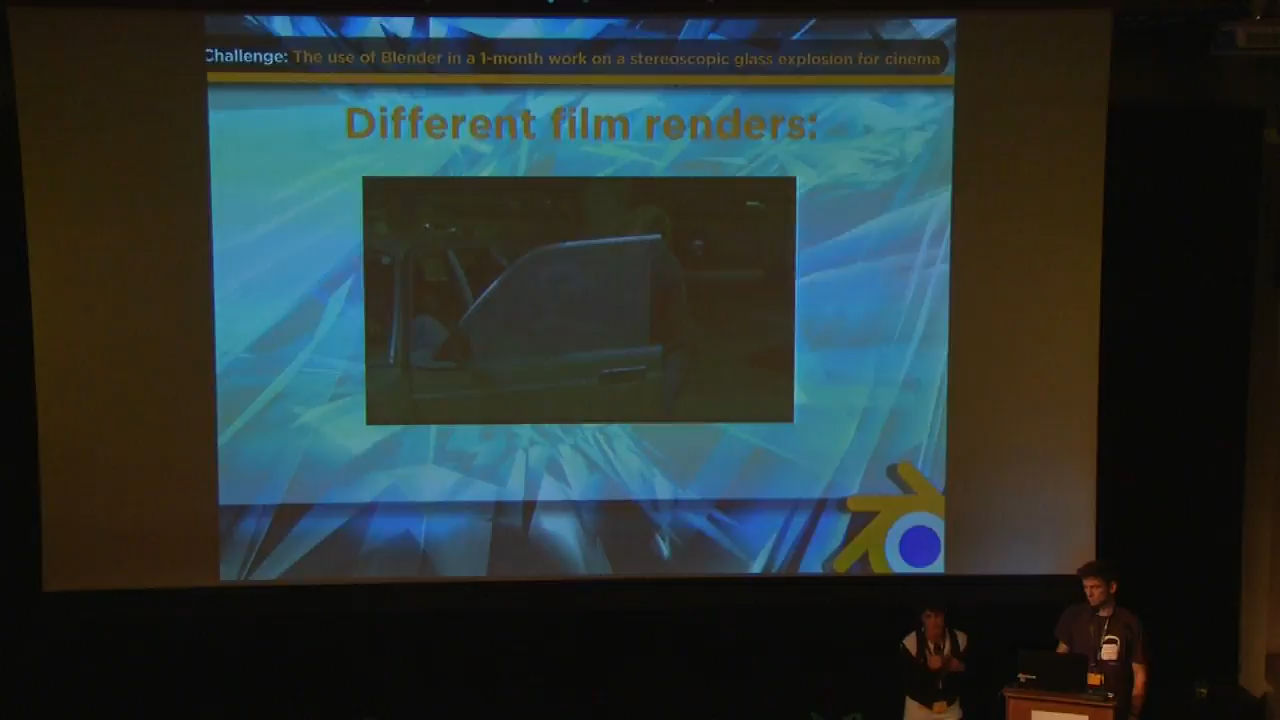 Challenge: The use of Blender in a 1-month work on a stereoscopic glass explosion for cinema
Different film renders: